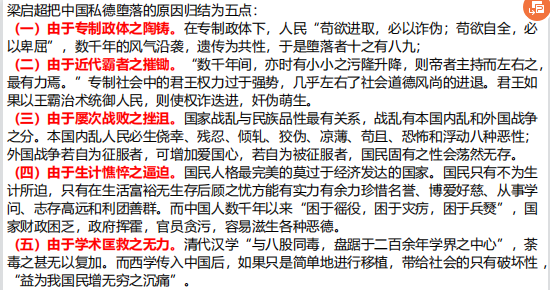 梁启超把中国私德堕落的原因归结为五点：
（一）由于专制政体之陶铸。在专制政体下，人民“苟欲进取，必以诈伪；苟欲自全，必
以卑屈”，数千年的风气沿袭，遗传为共性，于是堕落者十之有八九；
（二）由于近代霸者之摧锄。“数千年间，亦时有小小之污隆升降，则帝者主持而左右之，
最有力焉。”专制社会中的君王权力过于强势，几乎左右了社会道德风尚的进退。君王如
果以王霸治术统御人民，则使权诈迭进，奸伪萌生。
（三）由于屡次战败之挫沮。国家战乱与民族品性最有关系，战乱有本国内乱和外国战争
之分。本国内乱人民必生侥幸、残忍、倾轧、狡伪、凉薄、苟且、恐怖和浮动八种恶性；
外国战争若自为征服者，可增加爱国心，若自为被征服者，国民固有之性会荡然无存。
（四）由于生计憔悴之逼迫。国民人格最完美的莫过于经济发达的国家。国民只有不为生
计所迫，只有在生活富裕无生存后顾之忧方能有实力有余力珍惜名誉、博爱好慈、从事学
问、志存高远和利团善群。而中国人数千年以来“困于徭役，困于灾疠，困于兵燹”，国
家财政困乏，政府挥霍，官员贪污，容易滋生各种恶德。
（五）由于学术匡救之无力。清代汉学“与八股同毒，盘踞于二百余年学界之中心”，荼
毒之甚无以复加。而西学传入中国后，如果只是简单地进行移植，带给社会的只有破坏性，
“益为我国民增无穷之沉痛”。